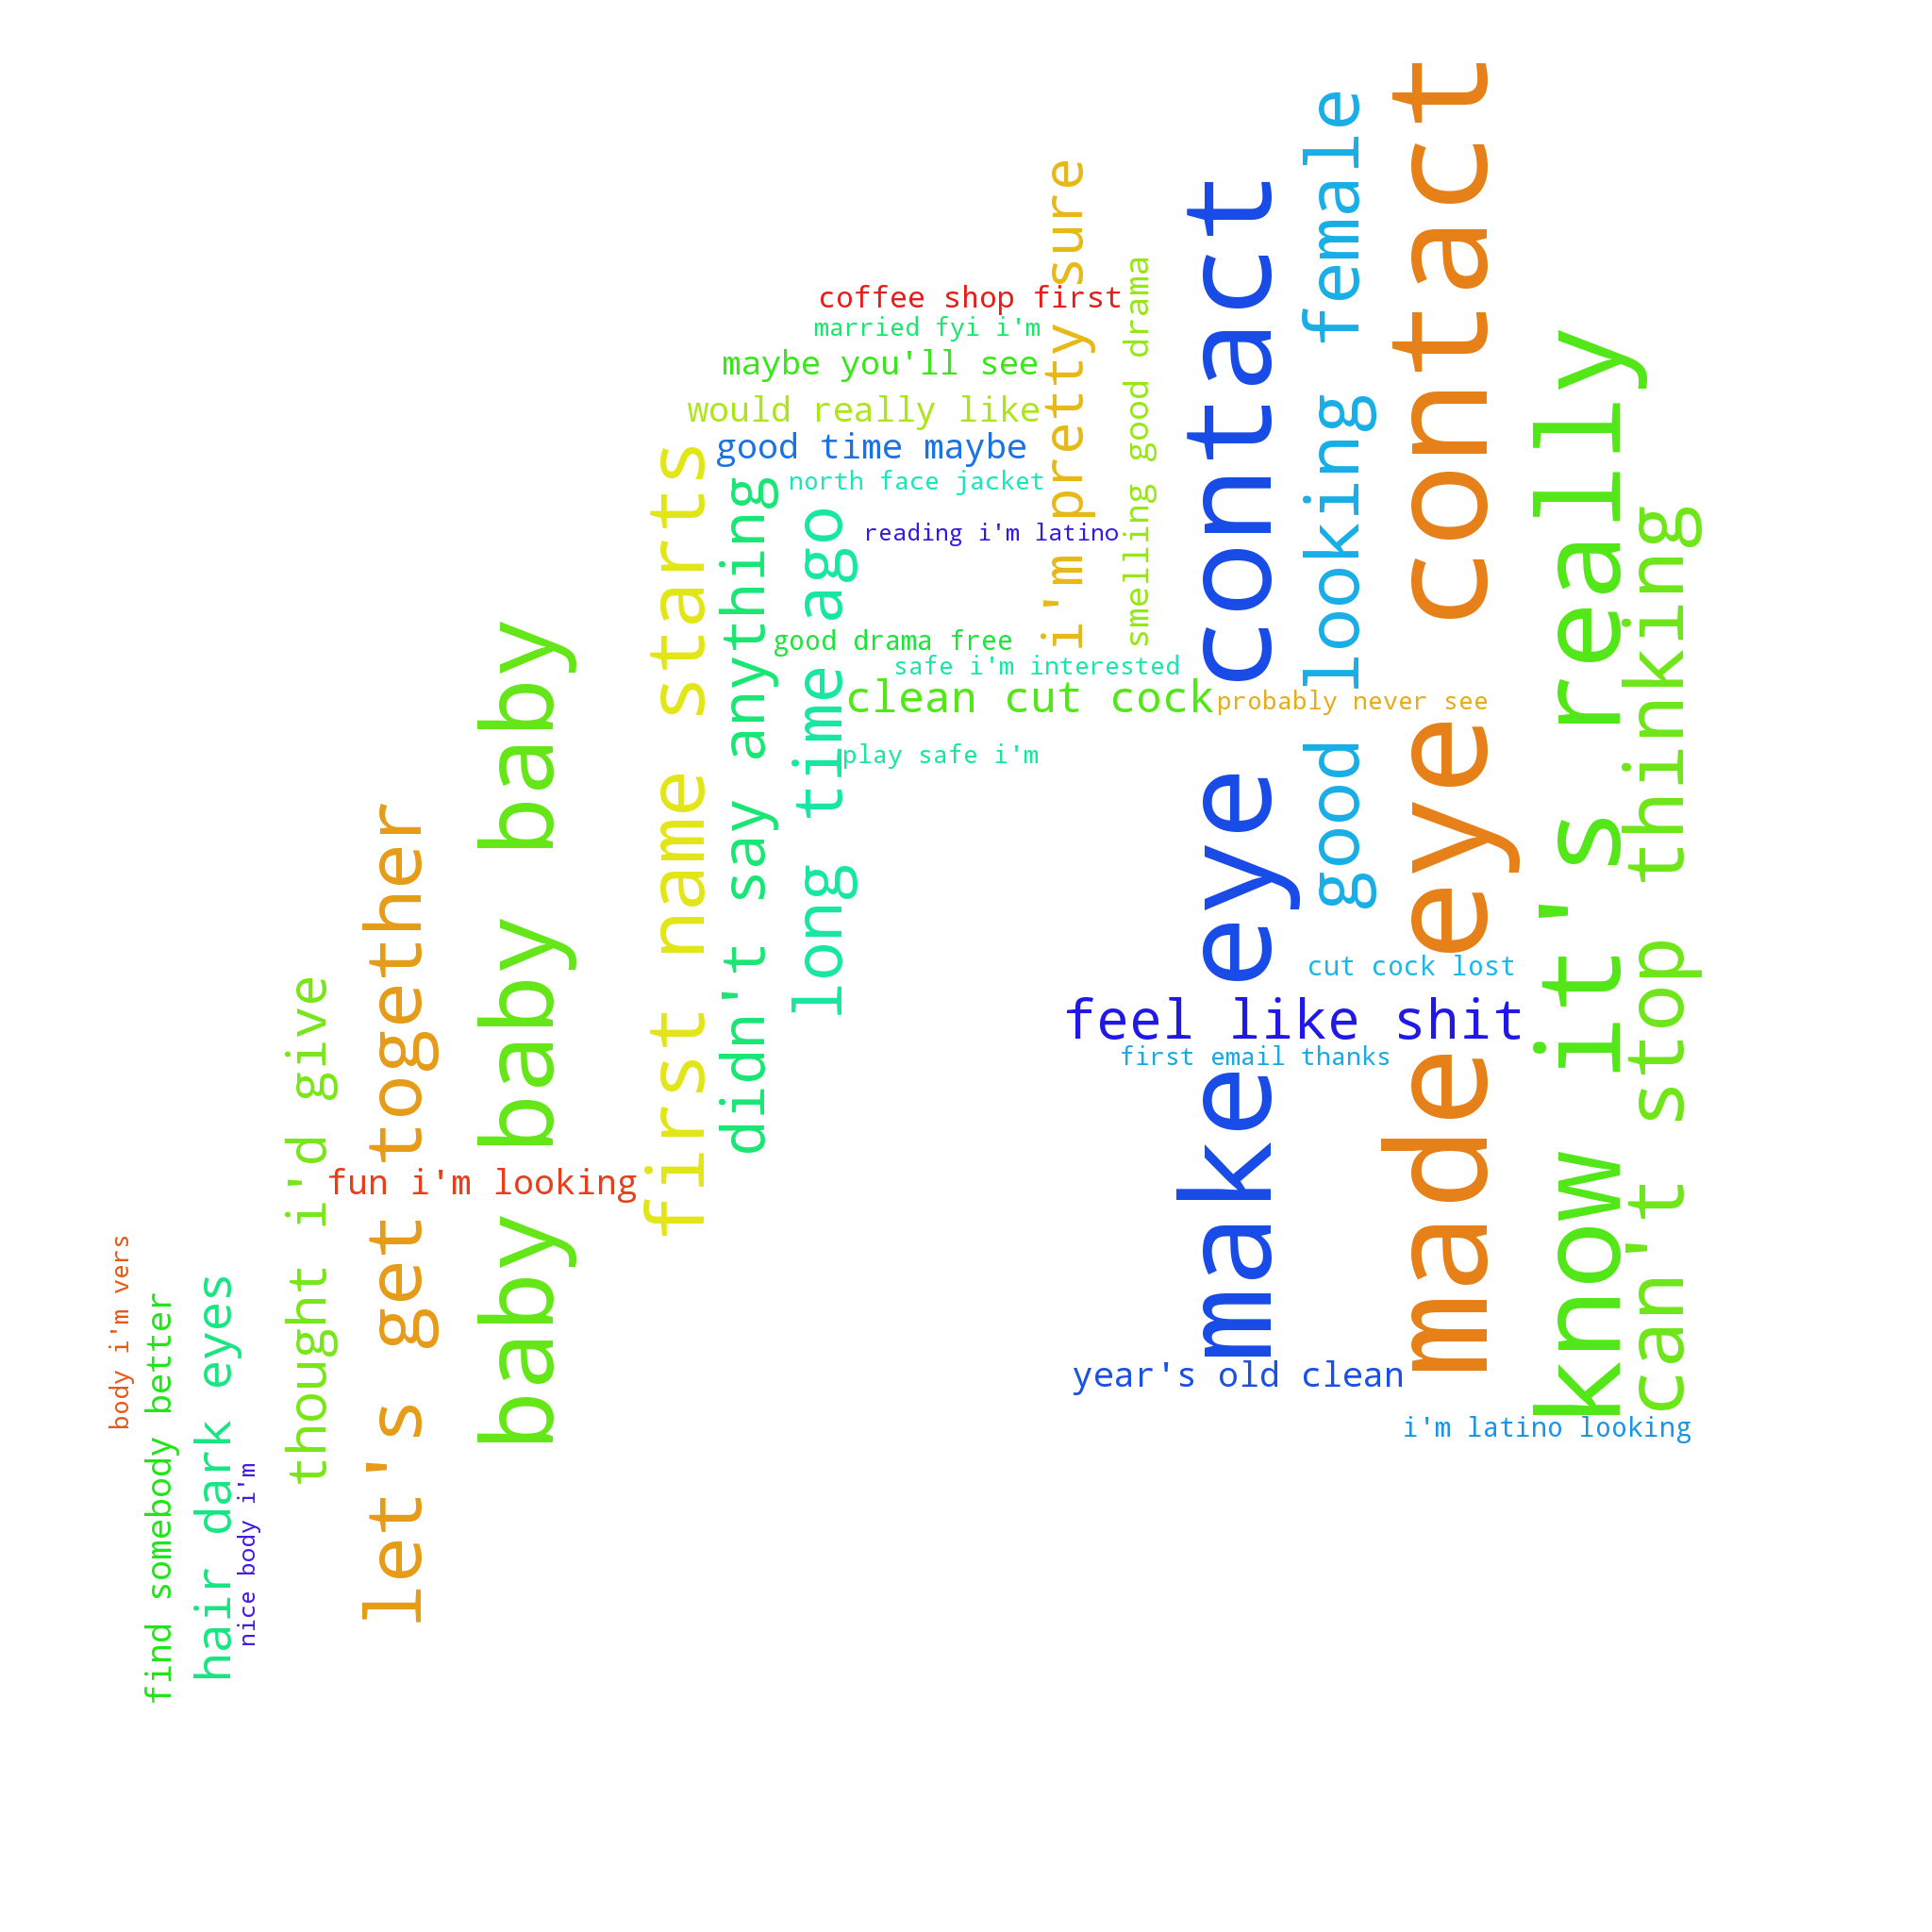 coffee shop first
married fyi i'm
maybe you'll see
would really like
good time maybe
north face jacket
reading i'm latino
good drama free
safe i'm interested
clean cut cock
probably never see
play safe i'm
cut cock lost
feel like shit
first email thanks
fun i'm looking
year's old clean
i'm latino looking
body i'm vers
find somebody better
hair dark eyes
nice body i'm
thought i'd give
let's get together
baby baby baby baby
first name starts
didn't say anything
long time ago
i'm pretty sure
smelling good drama
make eye contact
good looking female
made eye contact
know it's really
can't stop thinking